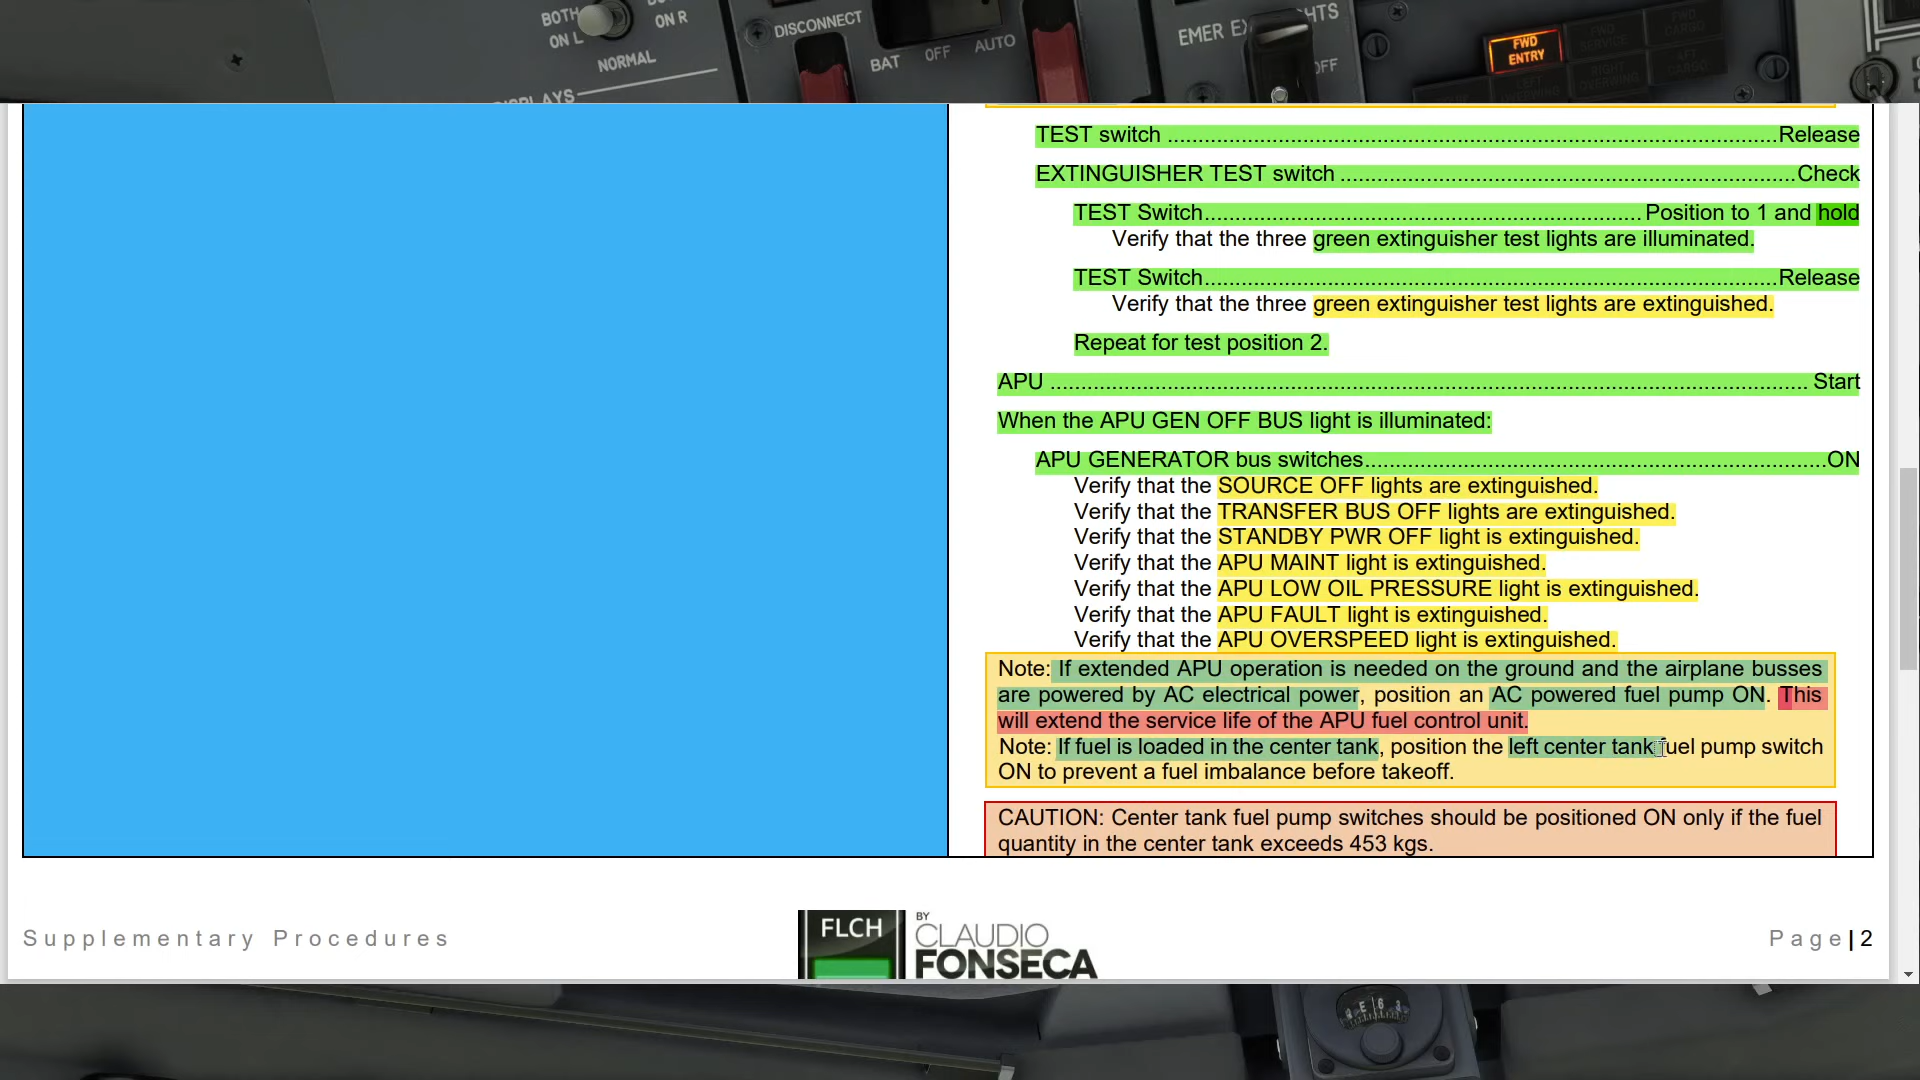 BOTH
ON L
ON R
NORMAL
DISCONNECT
BAT
OFF
AUTO
FWD
ENTRY
TEST switch ....................................................................................................Release
EXTINGUISHER TEST switch ..........................................................................Check
TEST Switch....................................................................... Position to 1 and hold
Verify that the three green extinguisher test lights are illuminated.
TEST Switch..............................................................................................Release
Verify that the three green extinguisher test lights are extinguished.
Repeat for test position 2.
APU ............................................................................................................................ Start
When the APU GEN OFF BUS light is illuminated:
APU GENERATOR bus switches...........................................................................ON
Verify that the SOURCE OFF lights are extinguished.
Verify that the TRANSFER BUS OFF lights are extinguished.
Verify that the STANDBY PWR OFF light is extinguished.
Verify that the APU MAINT light is extinguished.
Verify that the APU LOW OIL PRESSURE light is extinguished.
Verify that the APU FAULT light is extinguished.
Verify that the APU OVERSPEED light is extinguished.
Note: If extended APU operation is needed on the ground and the airplane busses
are powered by AC electrical power, position an AC powered fuel pump ON. This
will extend the service life of the APU fuel control unit.
Note: If fuel is loaded in the center tank, position the left center tank fuel pump switch
ON to prevent a fuel imbalance before takeoff.
CAUTION: Center tank fuel pump switches should be positioned ON only if the fuel
quantity in the center tank exceeds 453 kgs.
Supplementary Procedures
FLCH
BY
CLAUDIO
FONSECA
Page|2